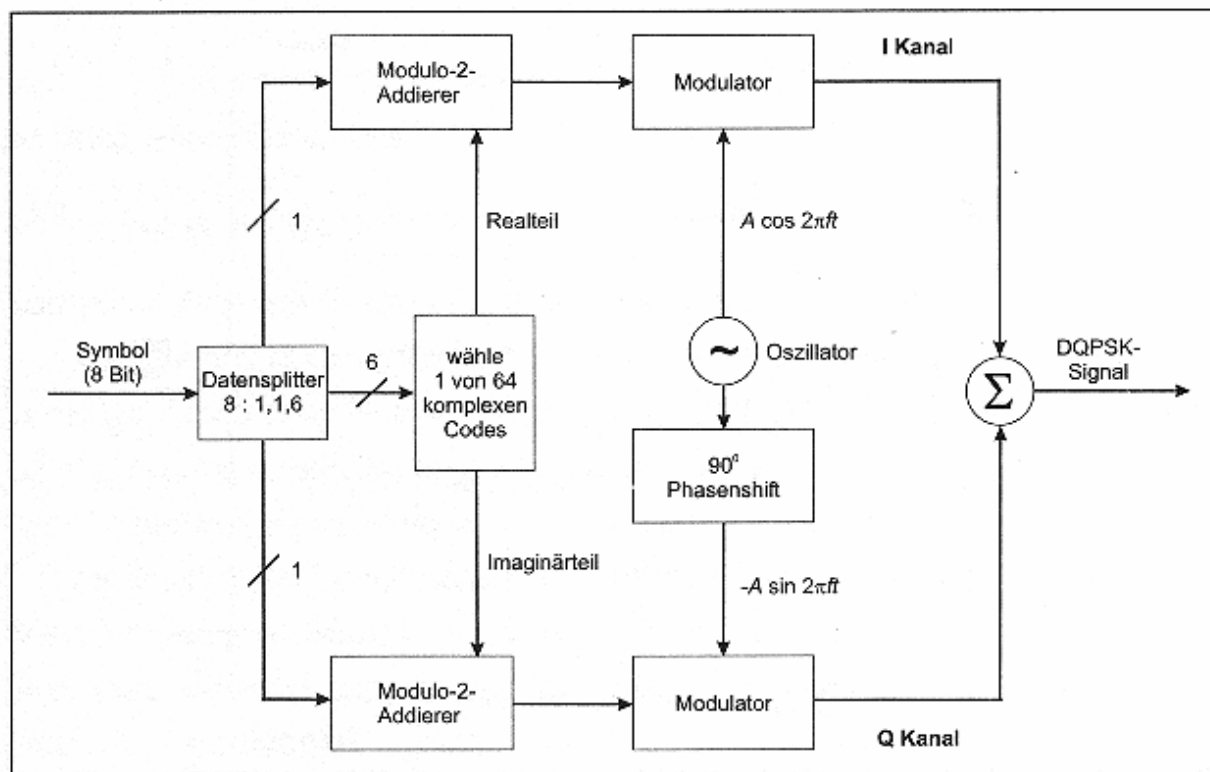 I Kanal
Modulo-2-
Addierer
Modulator
1
Realteil
A cos 2πft
Symbol
(8 Bit)
Datensplitter
8 : 1,1,6
6
wähle
1 von 64
komplexen
Codes
~
Oszillator
Σ
DQPSK-
Signal
90°
Phasenshift
1
Imaginärteil
-A sin 2πft
Modulo-2-
Addierer
Modulator
Q Kanal